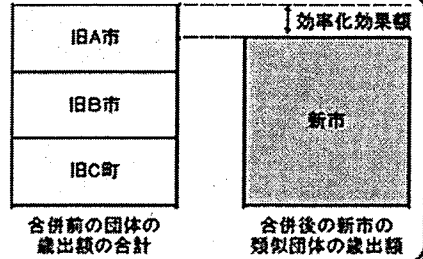 旧A市
旧B市
旧C町
効率化効果額
新市
合併前の団体の
歳出額の合計
合併後の新市の
類似団体の歳出額